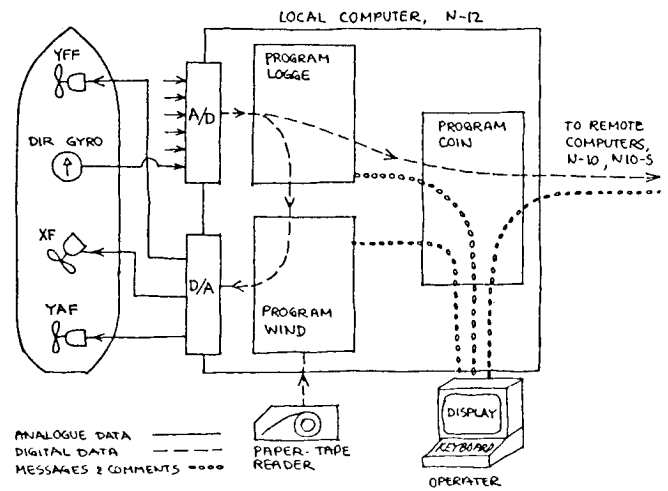 LOCAL COMPUTER, N-12
YFF
DIR GYRO
XF
YAF
A/D
D/A
PROGRAM
LOGGE
PROGRAM
COIN
PROGRAM
WIND
TO REMOTE
COMPUTERS,
N-10, N10-S
DISPLAY
KEYBOARD
OPERATER
PAPER-TAPE
READER
ANALOGUE DATA
DIGITAL DATA
MESSAGES & COMMENTS